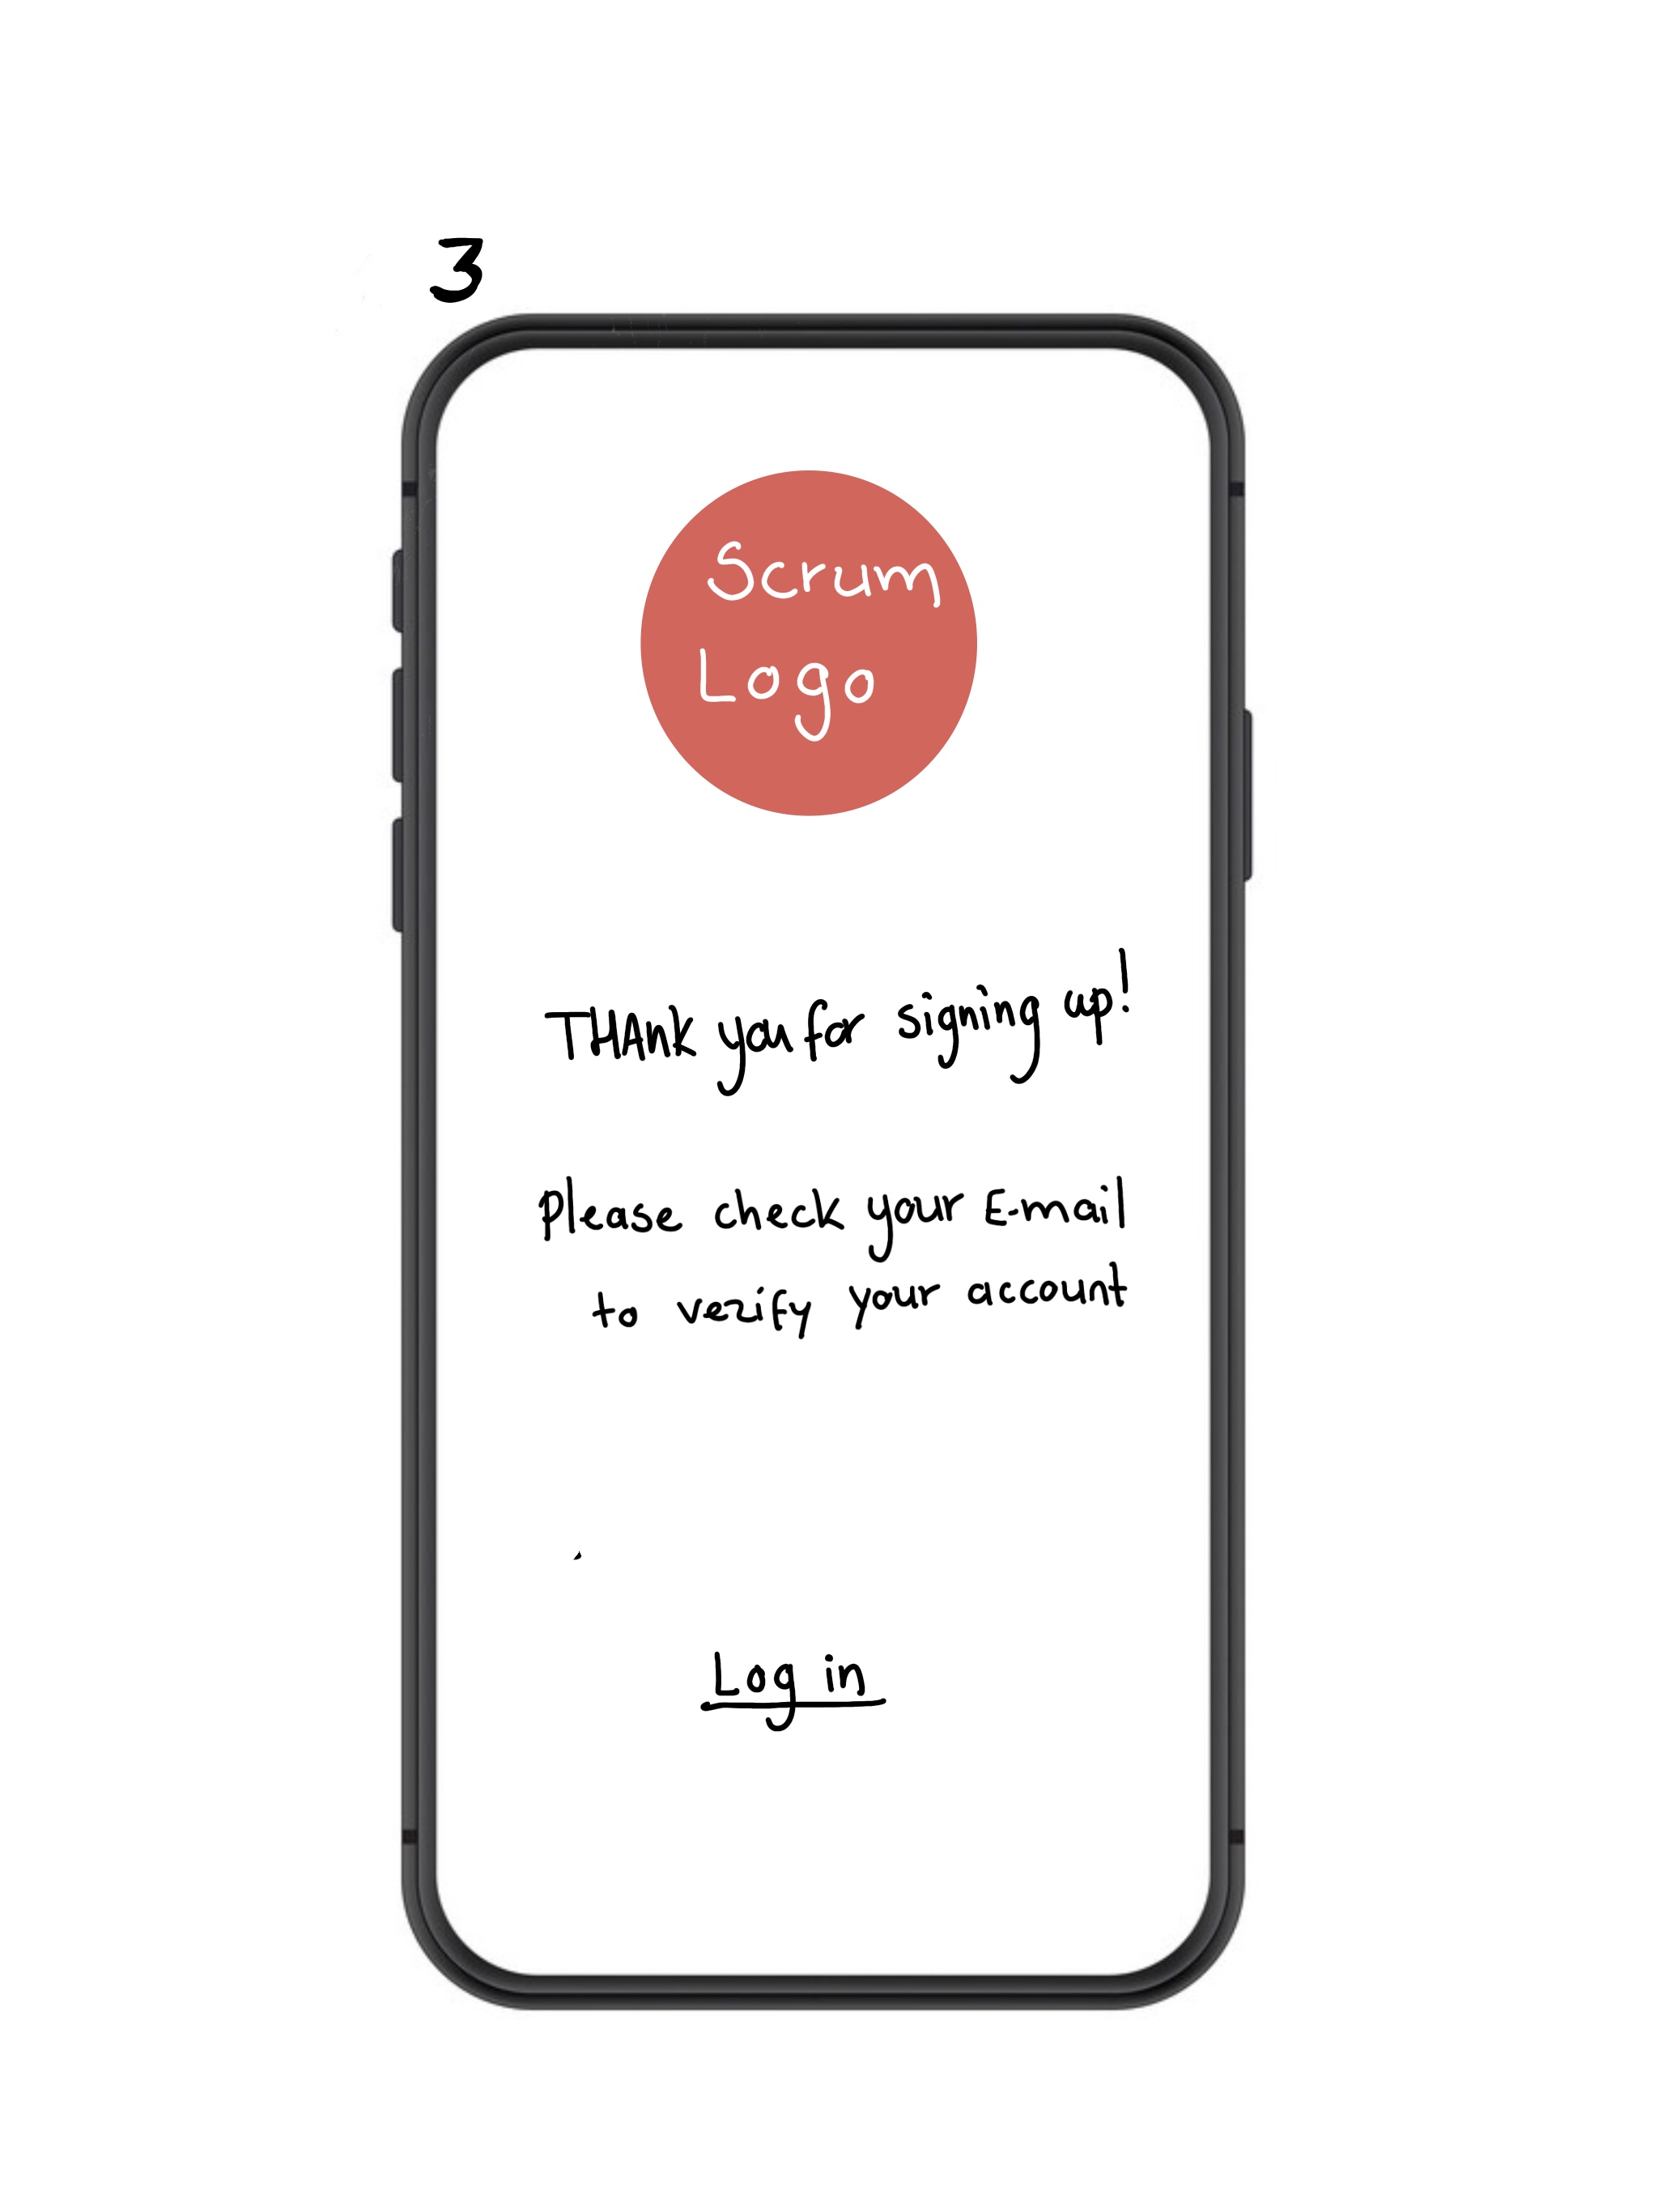 3
Scrum
Logo
THAnk you for signing up!
Please check your E-mail
to verify your account
Log in